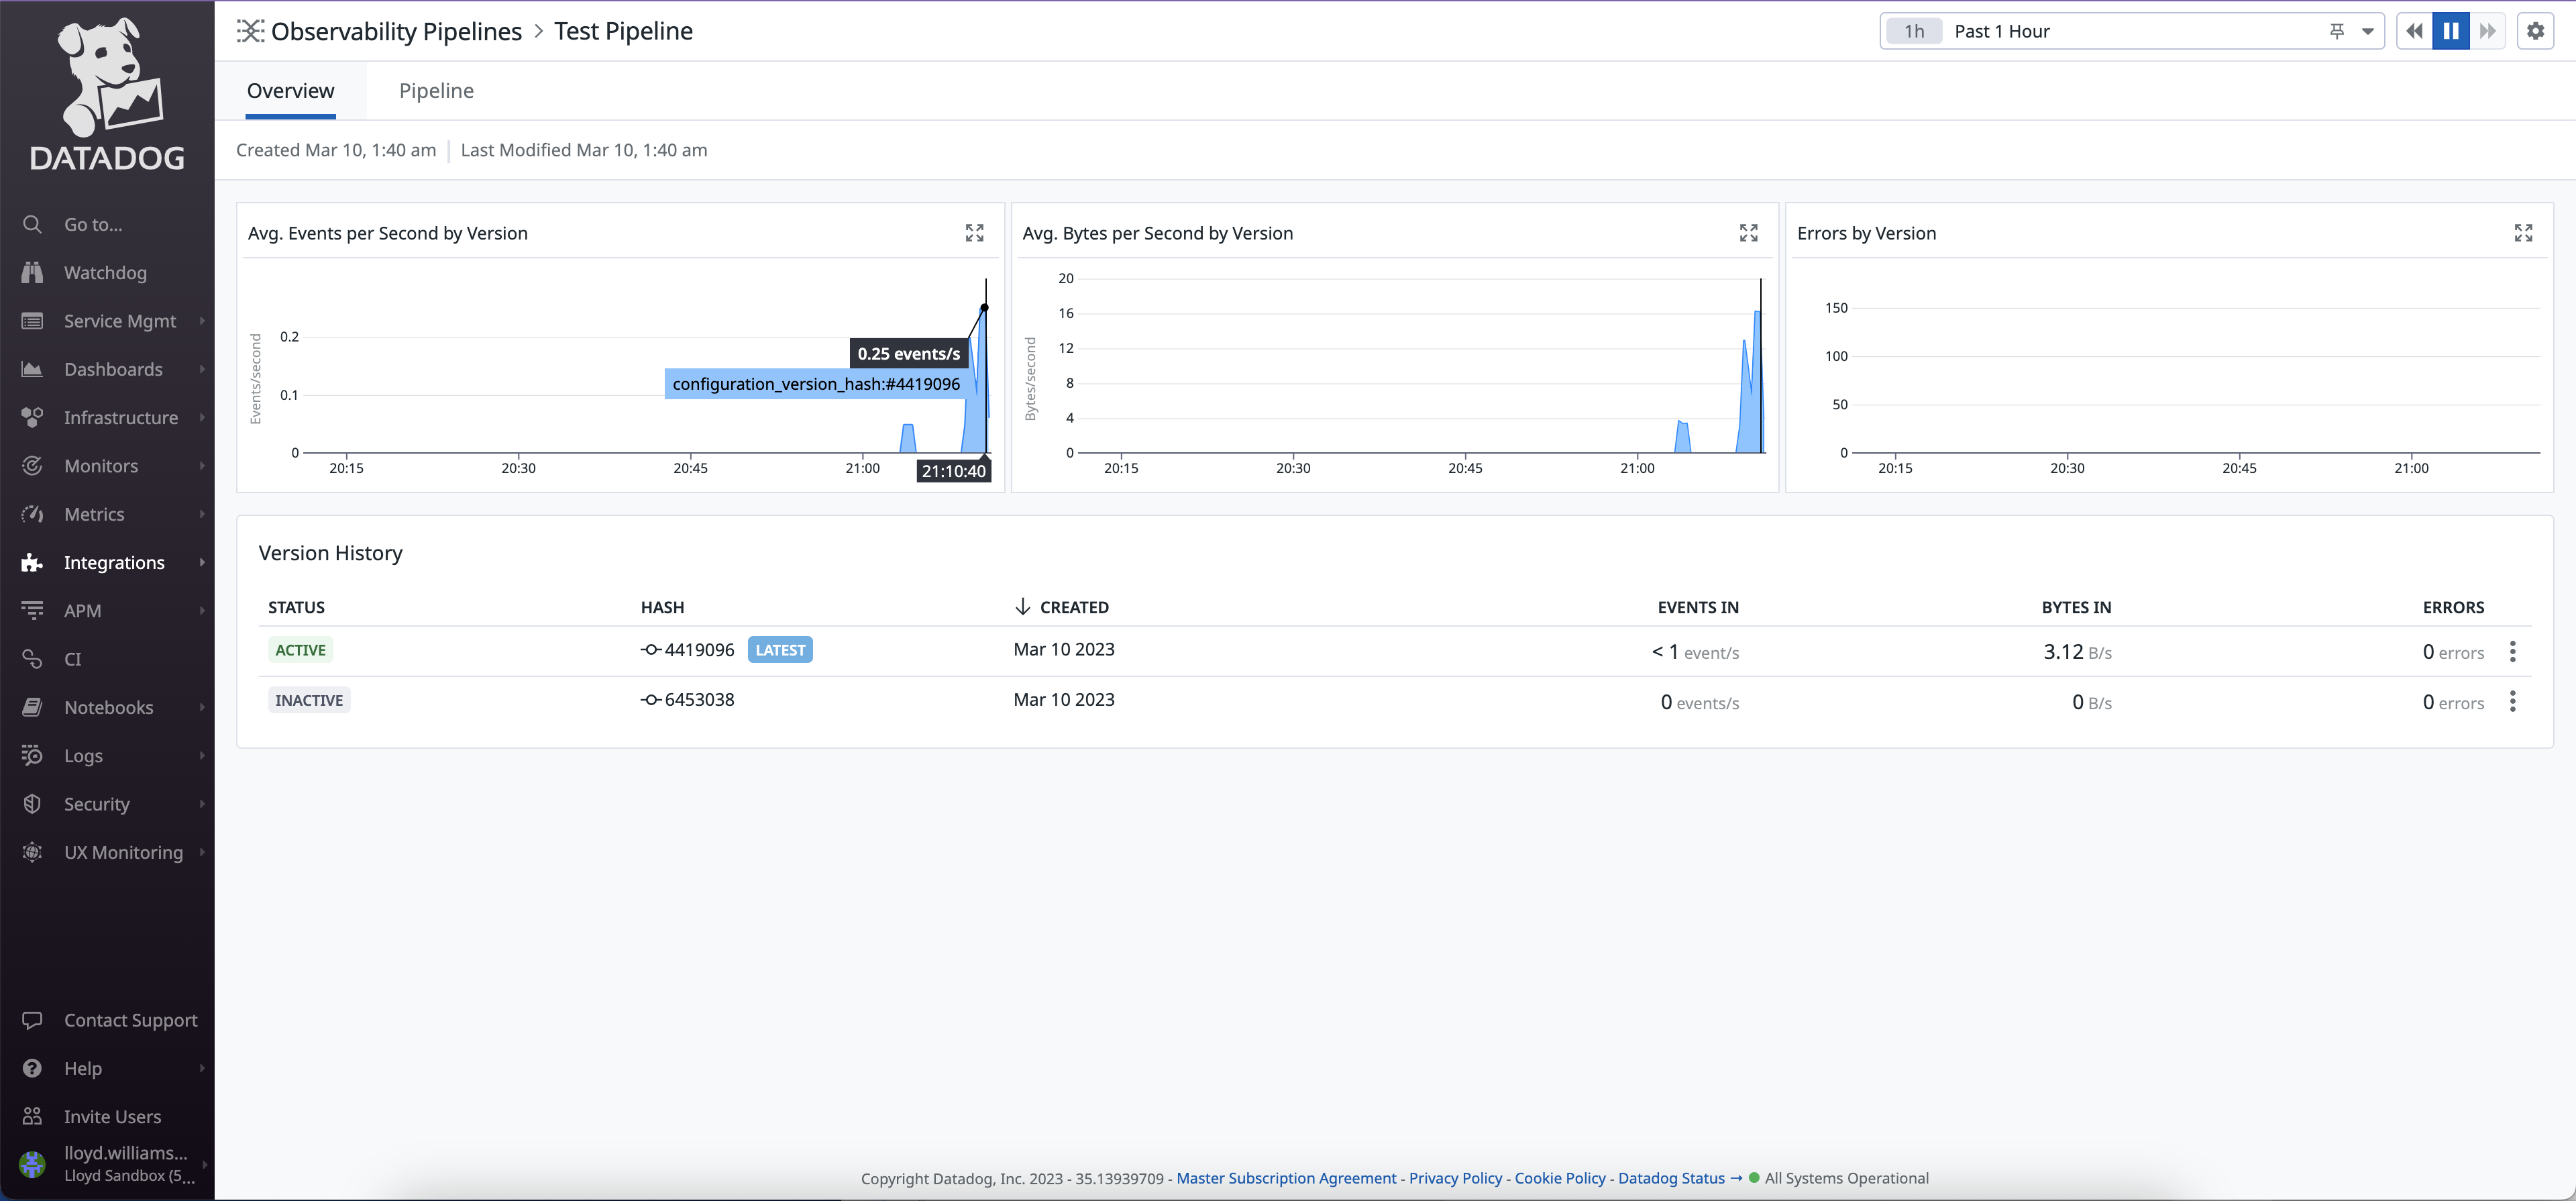 DATADOG
Go to...
Watchdog
Service Mgmt
Dashboards
Infrastructure
Monitors
Metrics
Integrations
APM
CI
Notebooks
Logs
Security
UX Monitoring
Contact Support
Help
Invite Users
lloyd.williams...
Lloyd Sandbox (5...
Observability Pipelines > Test Pipeline
1h Past 1 Hour
Overview Pipeline
Created Mar 10, 1:40 am | Last Modified Mar 10, 1:40 am
Avg. Events per Second by Version
Events/second
0.2
0.1
0
0.25 events/s
configuration_version_hash:#4419096
20:15 20:30 20:45 21:00
21:10:40
Avg. Bytes per Second by Version
Bytes/second
20
16
12
8
4
0
20:15 20:30 20:45 21:00
Errors by Version
150
100
50
0
20:15 20:30 20:45 21:00
Version History
STATUS HASH CREATED EVENTS IN BYTES IN ERRORS
ACTIVE 4419096 LATEST Mar 10 2023 < 1 event/s 3.12 B/s 0 errors
INACTIVE 6453038 Mar 10 2023 0 events/s 0 B/s 0 errors
Copyright Datadog, Inc. 2023 - 35.13939709 - Master Subscription Agreement - Privacy Policy - Cookie Policy - Datadog Status → All Systems Operational